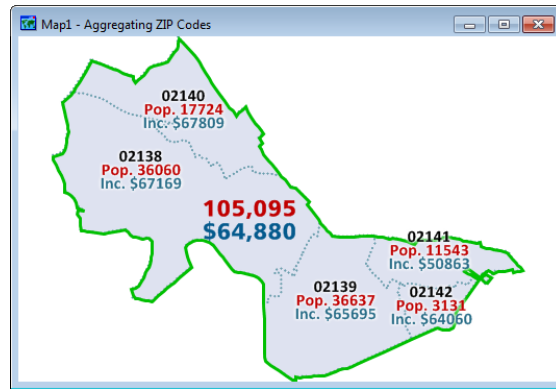 Map1 - Aggregating ZIP Codes
02140
Pop. 17724
Inc. $67809
02138
Pop. 36060
Inc. $67169
105,095
$64,880
02141
Pop. 11543
Inc. $50863
02139
Pop. 36637
Inc. $65695
02142
Pop. 3131
Inc. $64060